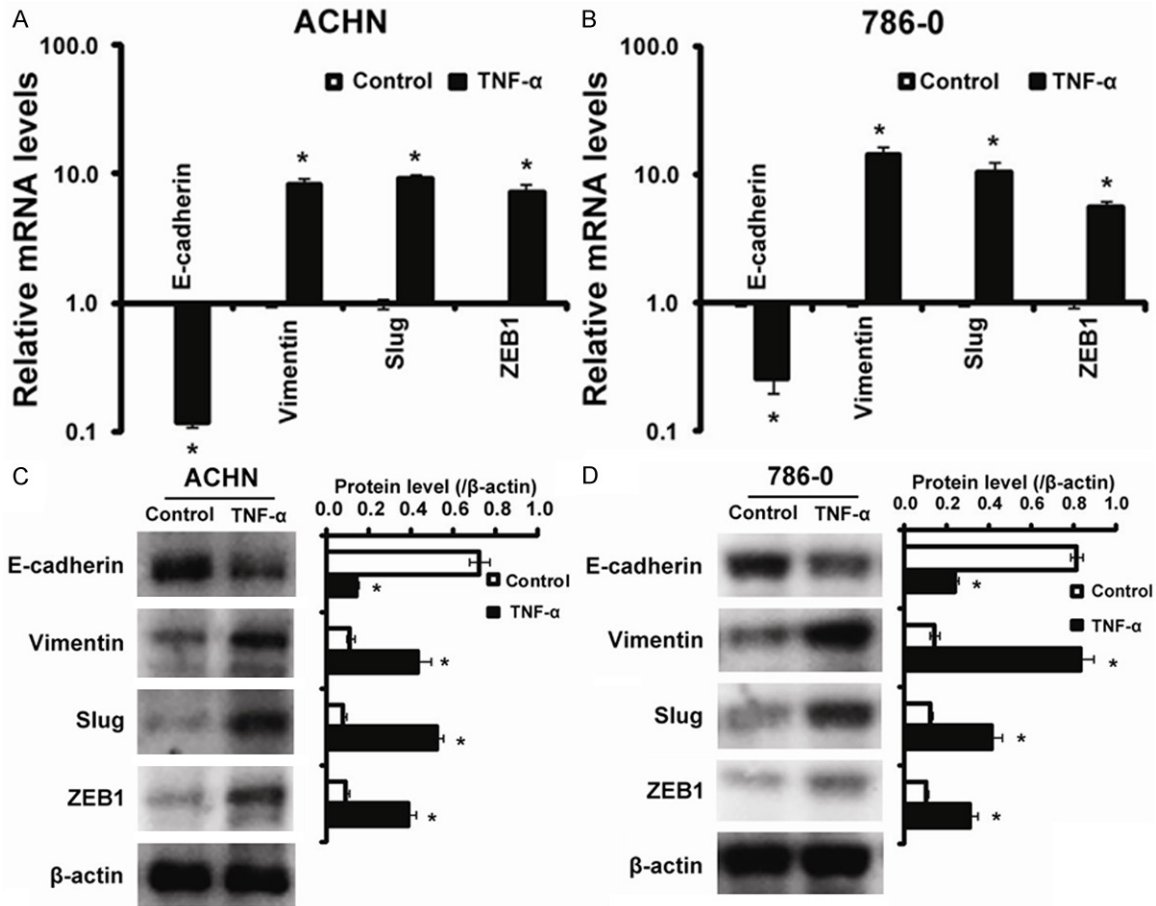 A
ACHN
Relative mRNA levels
100.0
10.0
1.0
0.1
Control
TNF-α
E-cadherin
*
Vimentin
*
Slug
*
ZEB1
*
B
786-0
Relative mRNA levels
100.0
10.0
1.0
0.1
Control
TNF-α
E-cadherin
*
Vimentin
*
Slug
*
ZEB1
*
C
ACHN
Control TNF-α
Protein level (/β-actin)
0.0 0.2 0.4 0.6 0.8 1.0
E-cadherin
*
Control
TNF-α
Vimentin
*
Slug
*
ZEB1
*
β-actin
D
786-0
Control TNF-α
Protein level (/β-actin)
0.0 0.2 0.4 0.6 0.8 1.0
E-cadherin
*
Control
TNF-α
Vimentin
*
Slug
*
ZEB1
*
β-actin